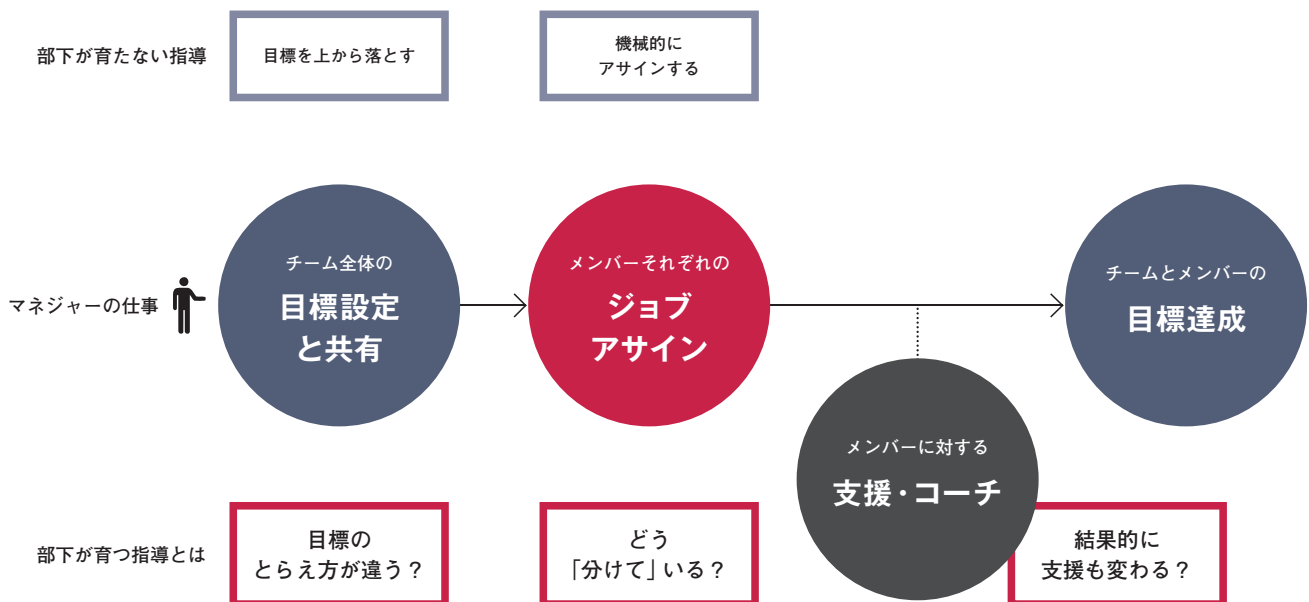 部下が育たない指導
目標を上から落とす
機械的に
アサインする
マネジャーの仕事
チーム全体の
目標設定
と共有
メンバーそれぞれの
ジョブ
アサイン
チームとメンバーの
目標達成
メンバーに対する
支援・コーチ
部下が育つ指導とは
目標の
とらえ方が違う？
どう
「分けて」いる？
結果的に
支援も変わる？